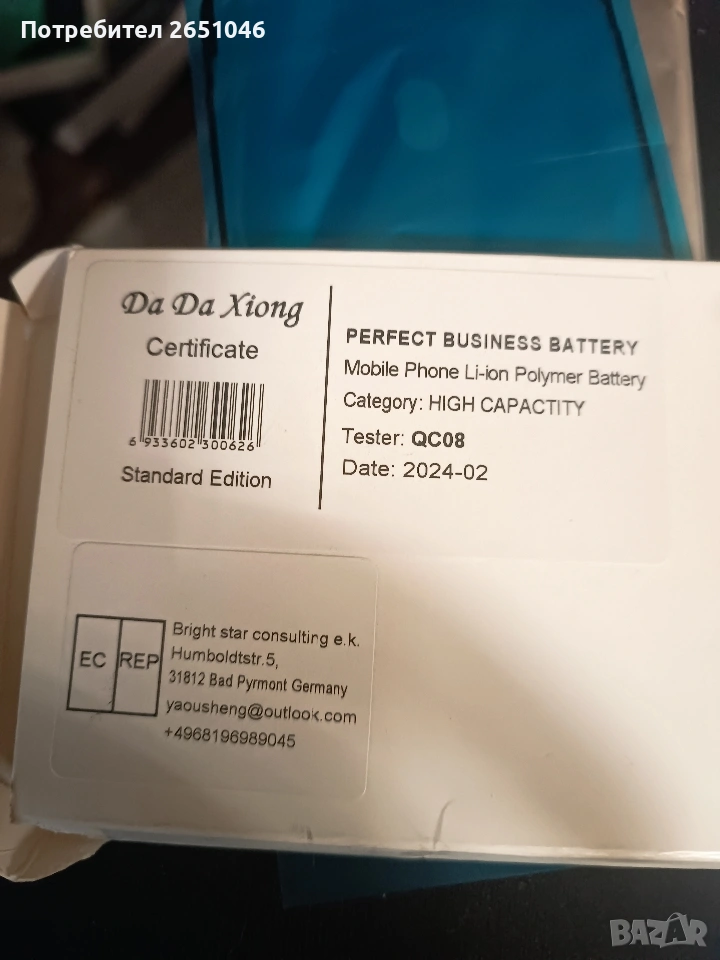 Потребител 2651046
Da Da Xiong
Certificate
6 933602 300626
Standard Edition
PERFECT BUSINESS BATTERY
Mobile Phone Li-ion Polymer Battery
Category: HIGH CAPACTITY
Tester: QC08
Date: 2024-02
EC REP
Bright star consulting e.k.
Humboldtstr.5,
31812 Bad Pyrmont Germany
yaousheng@outlook.com
+4968196989045
BAZAR